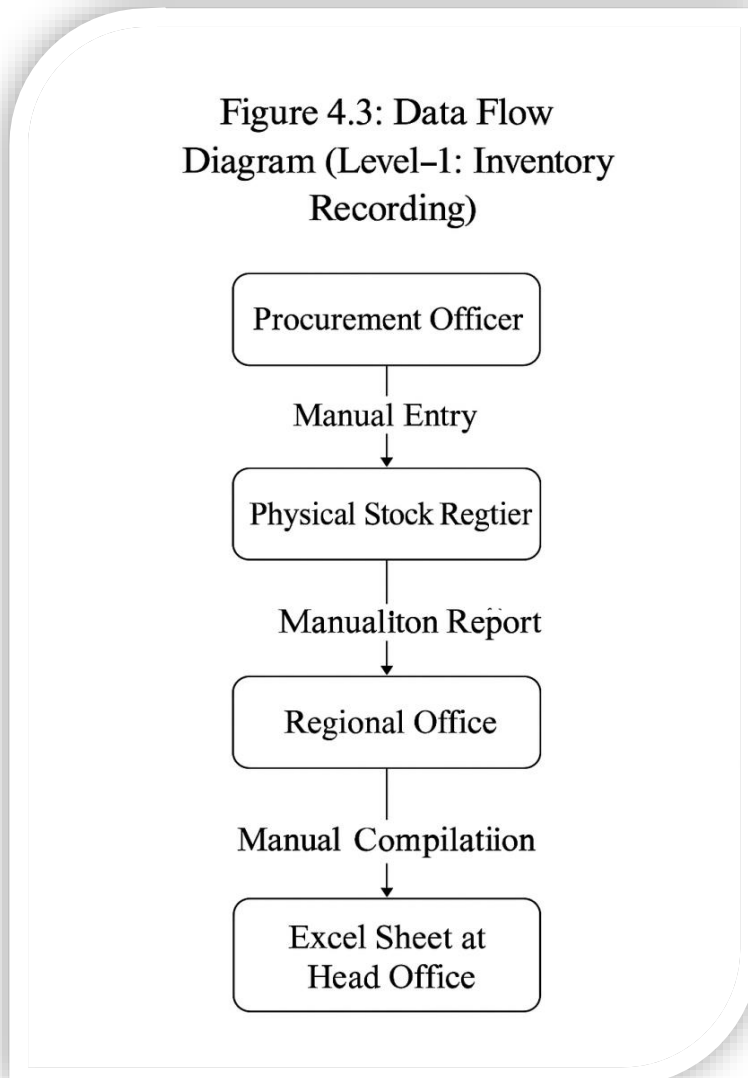 Figure 4.3: Data Flow
Diagram (Level–1: Inventory
Recording)
Procurement Officer
Manual Entry
Physical Stock Regtier
Manualiton Report
Regional Office
Manual Compilatiion
Excel Sheet at
Head Office